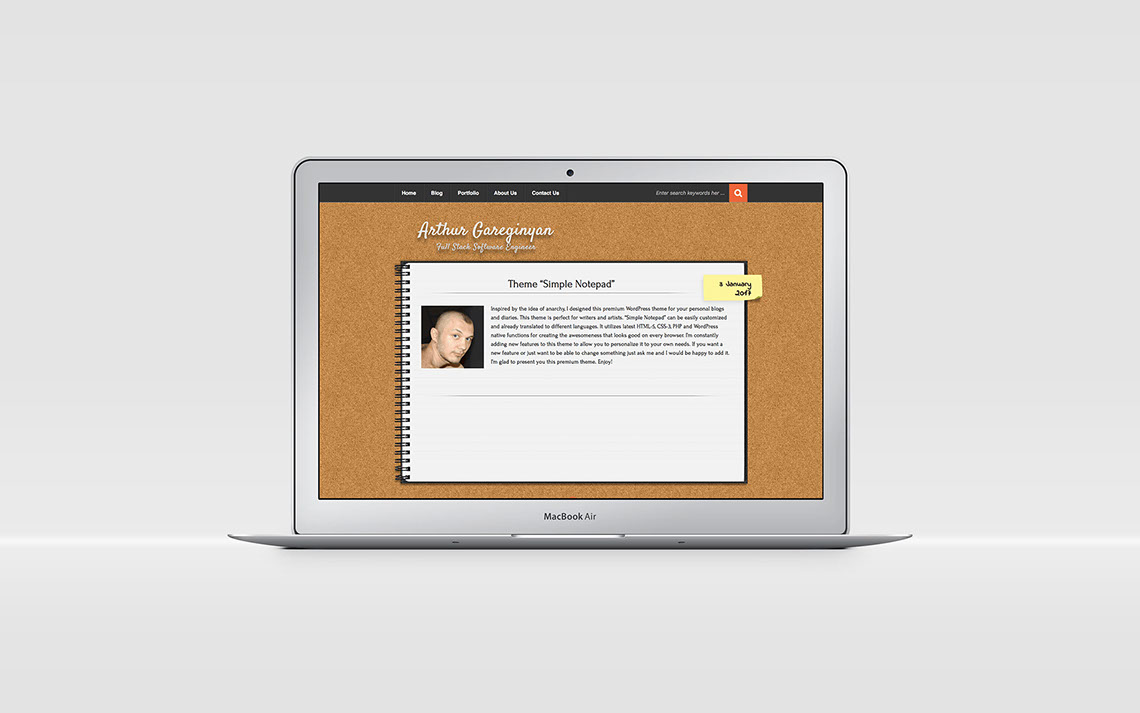 Home Blog Portfolio About Us Contact Us Enter search keywords her ...
Arthur Gareginyan
Full Stack Software Engineer
Theme "Simple Notepad"
3 January
2017
Inspired by the idea of anarchy, I designed this premium WordPress theme for your personal blogs
and diaries. This theme is perfect for writers and artists. "Simple Notepad" can be easily customized
and already translated to different languages. It utilizes latest HTML-5, CSS-3, PHP and WordPress
native functions for creating the awesomeness that looks good on every browser. I'm constantly
adding new features to this theme to allow you to personalize it to your own needs. If you want a
new feature or just want to be able to change something just ask me and I would be happy to add it.
I'm glad to present you this premium theme. Enjoy!
MacBook Air